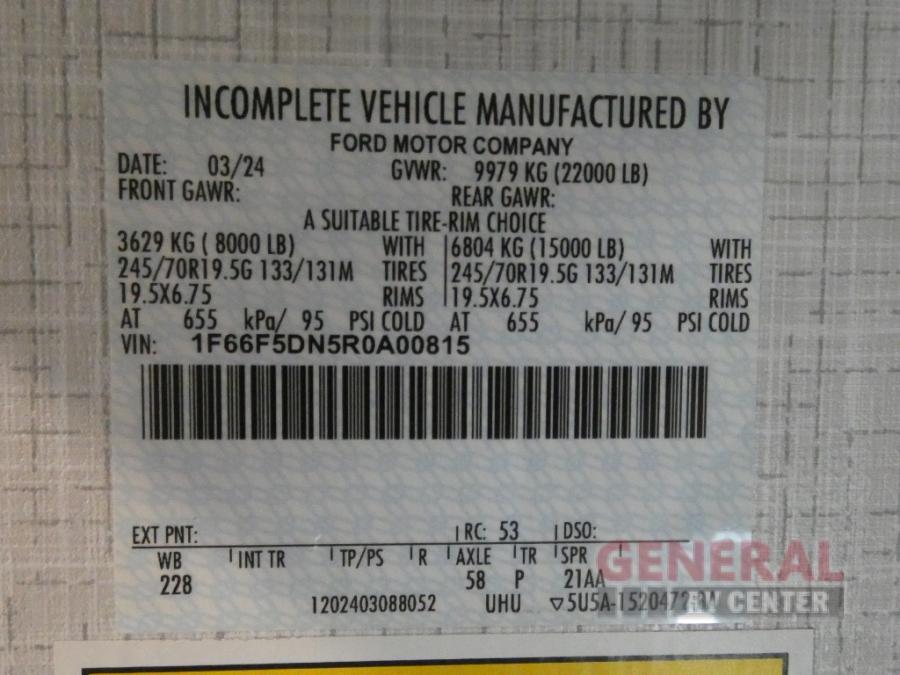 INCOMPLETE VEHICLE MANUFACTURED BY
FORD MOTOR COMPANY
DATE: 03/24 GVWR: 9979 KG (22000 LB)
FRONT GAWR: REAR GAWR:
A SUITABLE TIRE-RIM CHOICE
3629 KG ( 8000 LB) WITH 6804 KG (15000 LB) WITH
245/70R19.5G 133/131M TIRES 245/70R19.5G 133/131M TIRES
19.5X6.75 RIMS 19.5X6.75 RIMS
AT 655 kPa/ 95 PSI COLD AT 655 kPa/ 95 PSI COLD
VIN: 1F66F5DN5R0A00815
EXT PNT: RC: 53 DSO:
WB INT TR TP/PS R AXLE TR SPR
228 58 P 21AA
1202403088052 UHU
GENERAL
RV CENTER